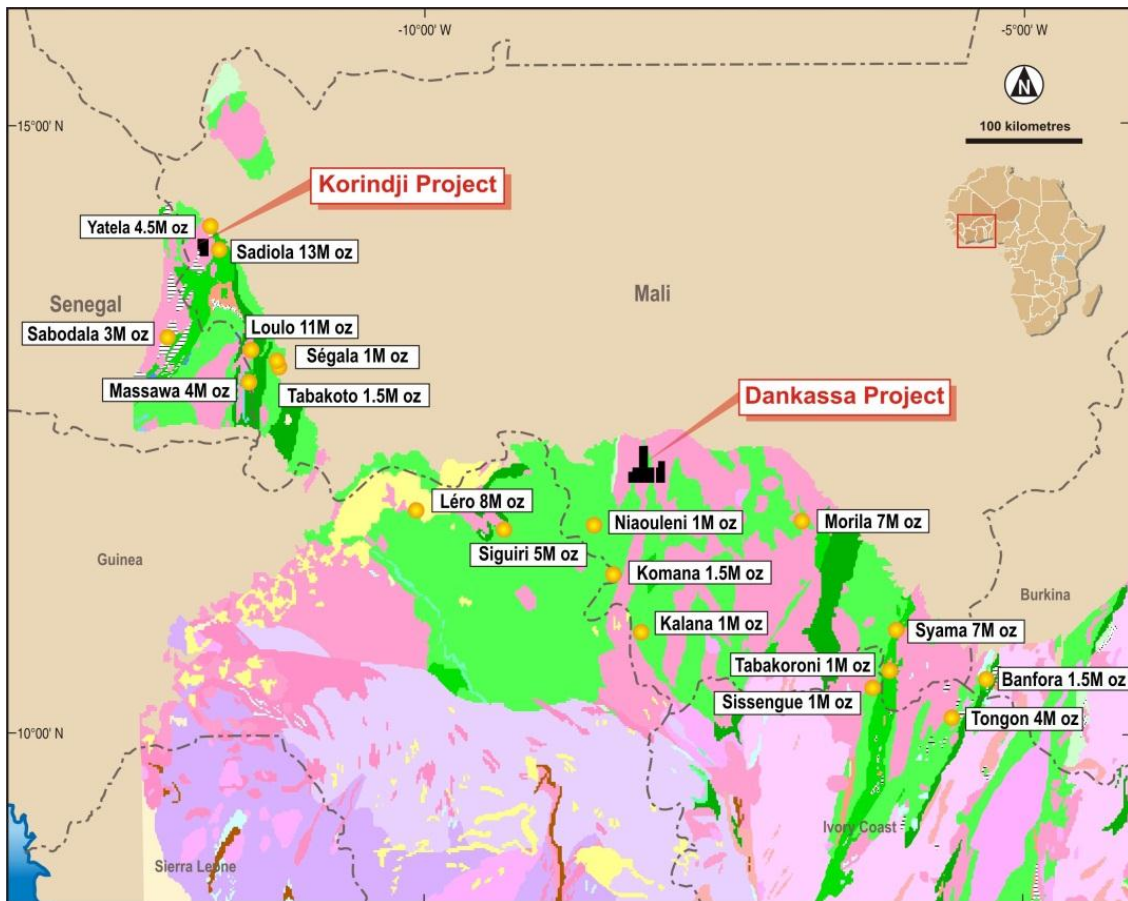 -10°00' W
-5°00' W
N
15°00' N
100 kilometres
Korindji Project
Yatela 4.5M oz
Sadiola 13M oz
Mali
Senegal
Loulo 11M oz
Sabodala 3M oz
Ségala 1M oz
Massawa 4M oz
Tabakoto 1.5M oz
Dankassa Project
Léro 8M oz
Niaouleni 1M oz
Morila 7M oz
Siguiri 5M oz
Guinea
Komana 1.5M oz
Burkina
Kalana 1M oz
Syama 7M oz
Tabakoroni 1M oz
Banfora 1.5M oz
Sissengue 1M oz
Tongon 4M oz
10°00' N
Ivory Coast
Sierra Leone